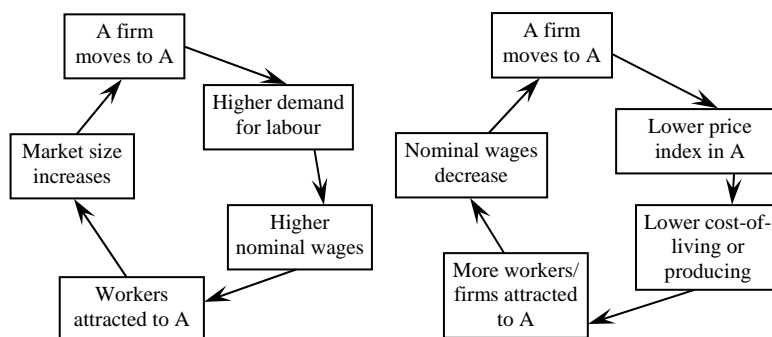 A firm
moves to A
Higher demand
for labour
Higher
nominal wages
Workers
attracted to A
Market size
increases
A firm
moves to A
Lower price
index in A
Lower cost-of-
living or
producing
More workers/
firms attracted
to A
Nominal wages
decrease